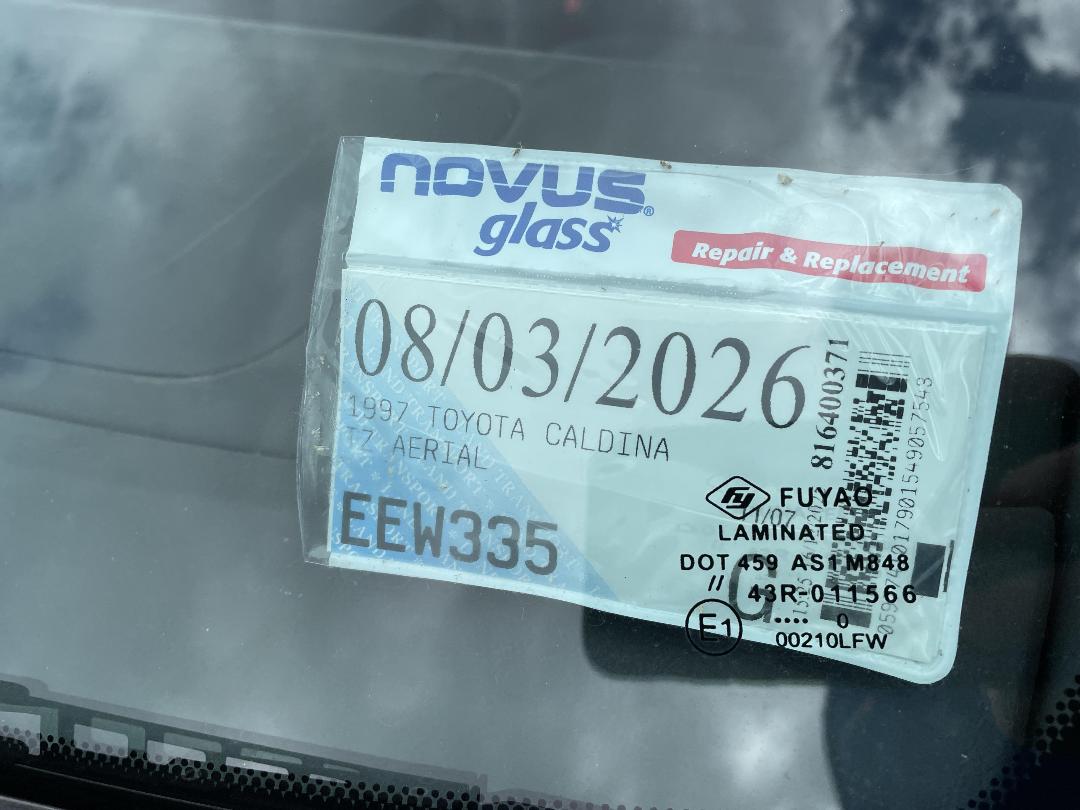 novus®
glass
Repair & Replacement
08/03/2026
1997 TOYOTA CALDINA
TZ AERIAL
EEW335
816400371
FY FUYAO
LAMINATED
DOT 459 AS1 M848
// 43R-011566
E1 .... 0
00210LFW
G